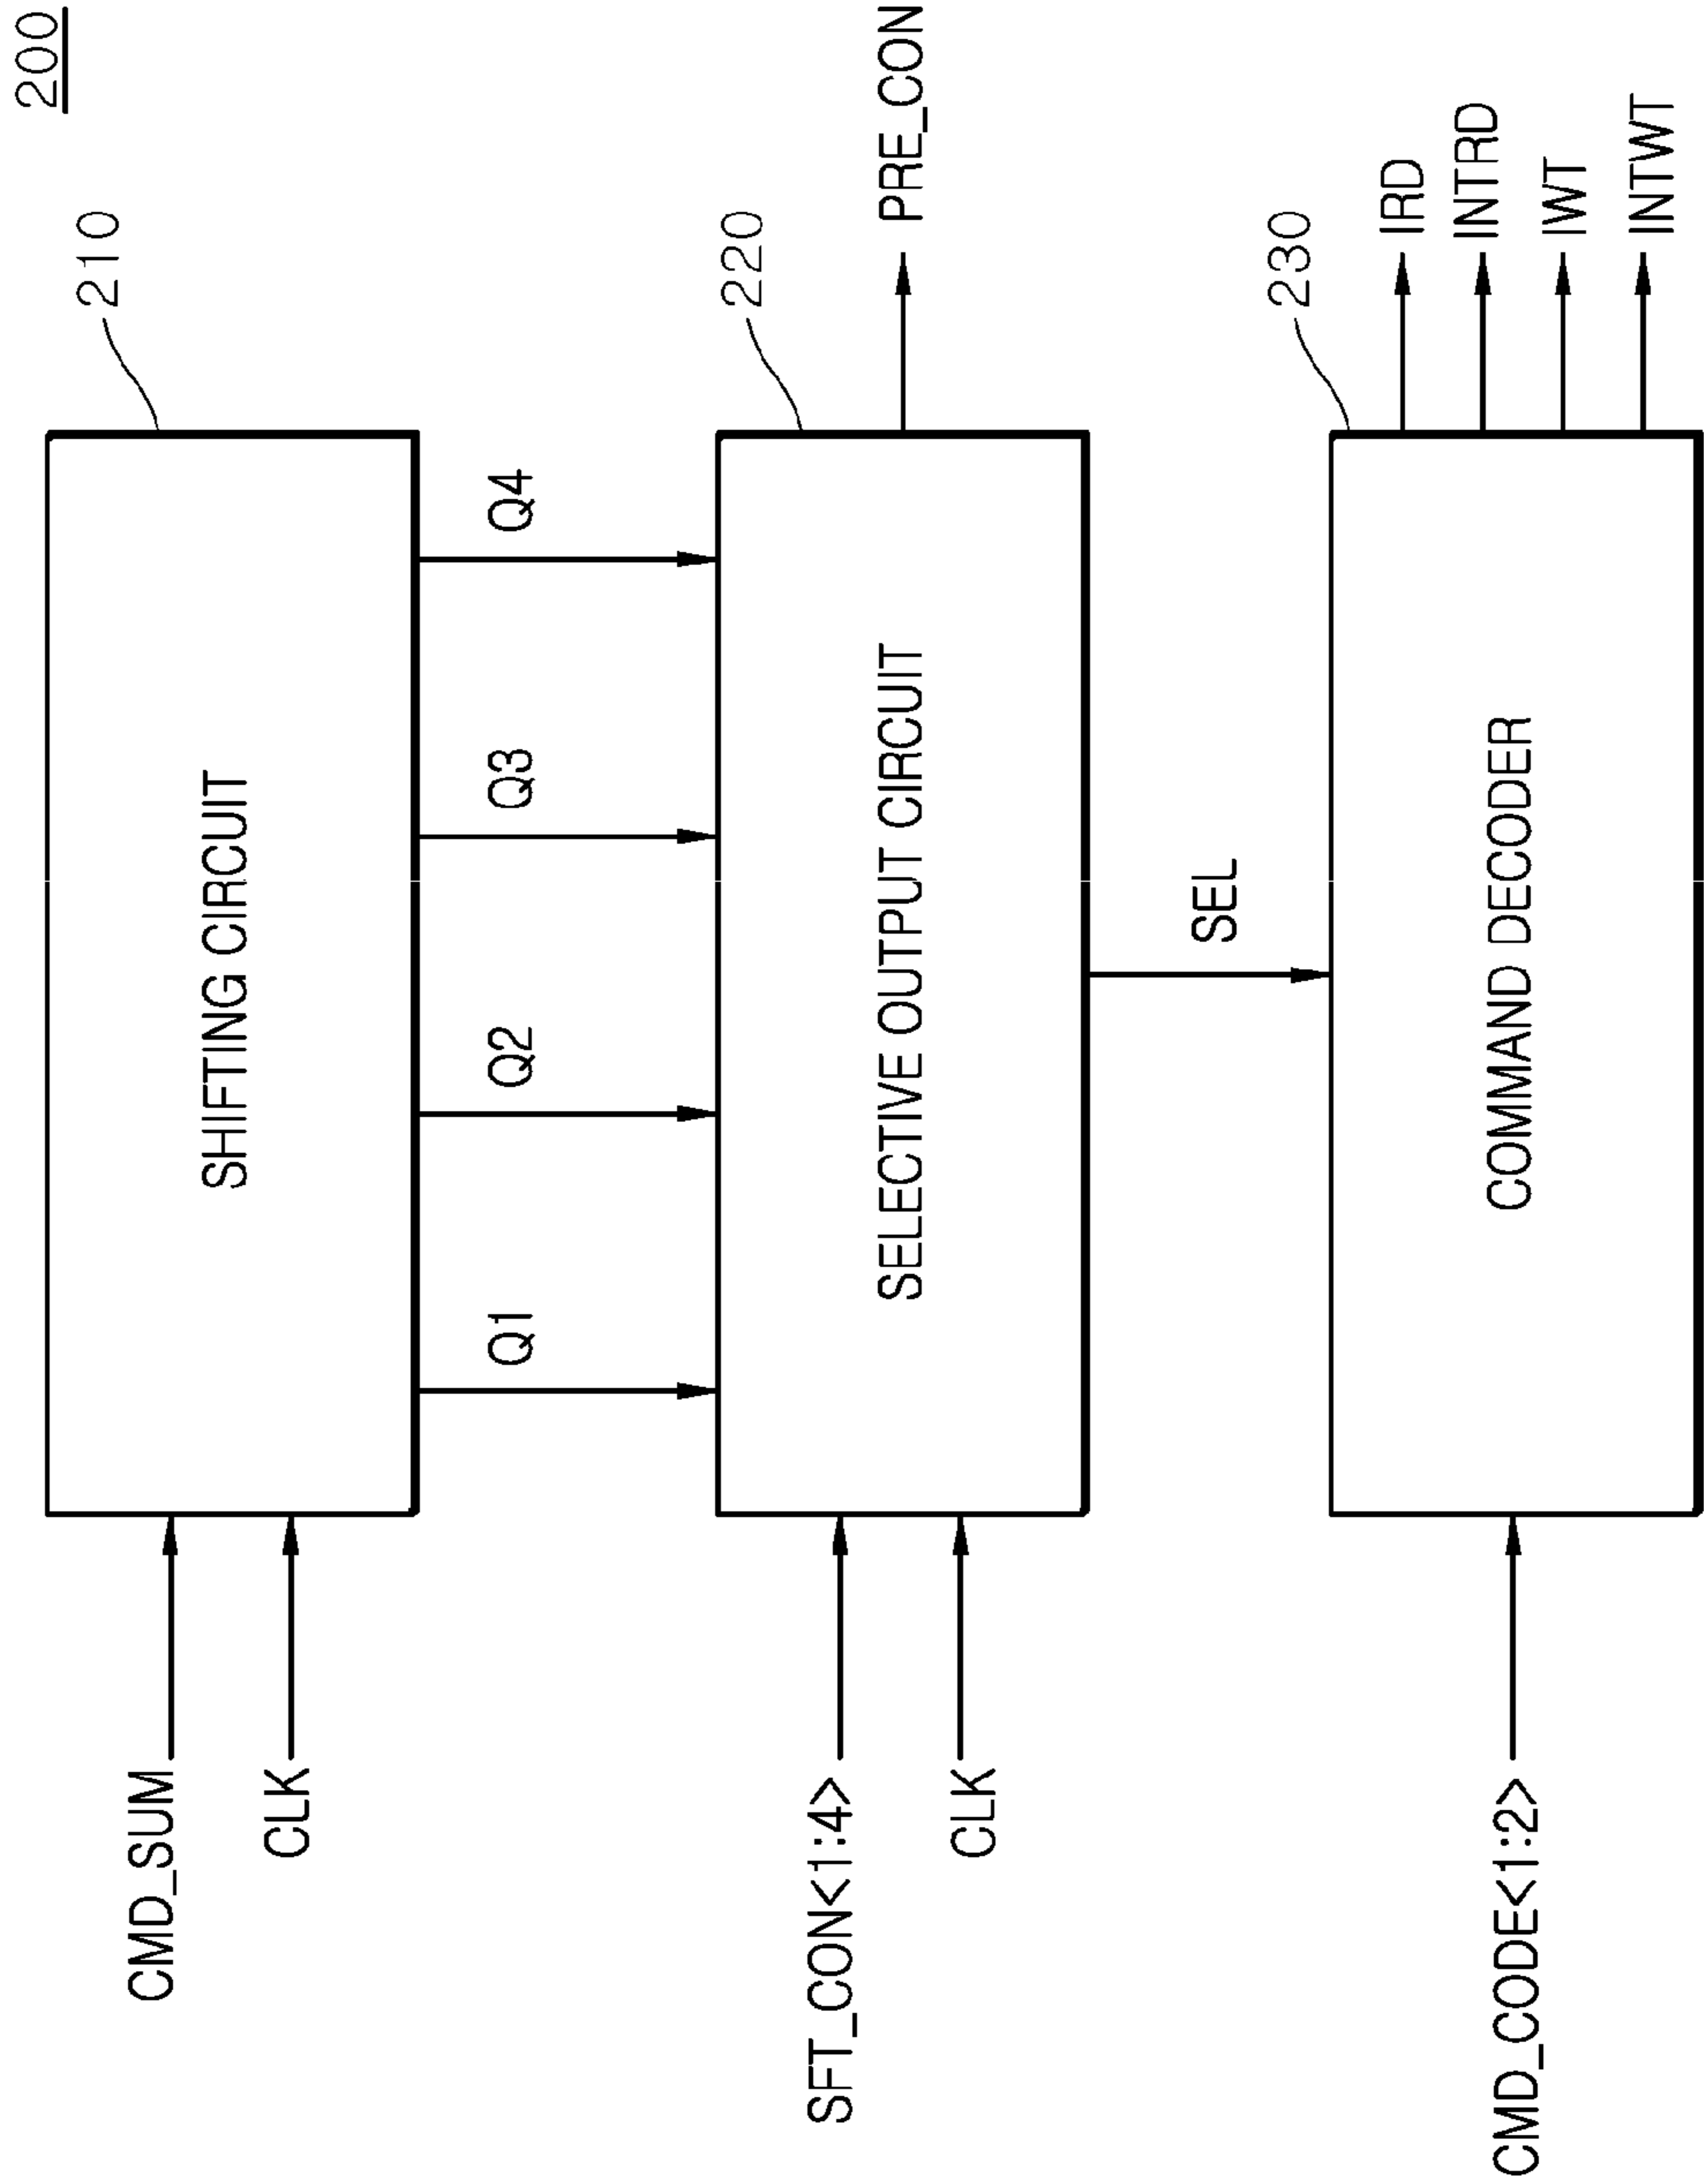 200
210
CMD_SUM
SHIFTING CIRCUIT
CLK
Q1
Q2
Q3
Q4
220
SFT_CON<1:4>
SELECTIVE OUTPUT CIRCUIT
PRE_CON
CLK
SEL
230
CMD_CODE<1:2>
COMMAND DECODER
IRD
INTRD
IWT
INTWT